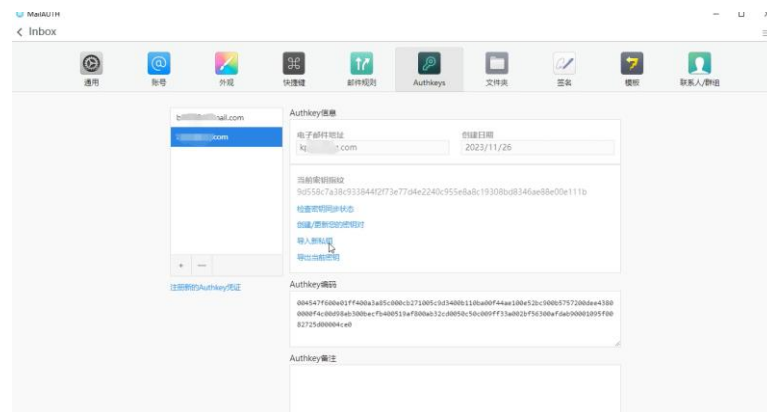 MailAUTH
Inbox
通用
账号
外观
快捷键
邮件规则
Authkeys
文件夹
签名
模板
联系人/群组
mail.com
.com
+ —
注册新的Authkey凭证
Authkey信息
电子邮件地址 创建日期
.com 2023/11/26
当前密钥指纹
9d558c7a38c933844f2f73e77d4e2240c955e8a8c19308bd8346ae88e00e111b
检查密钥同步状态
创建/更新您的密钥对
导入新私钥
导出当前密钥
Authkey编码
Authkey备注